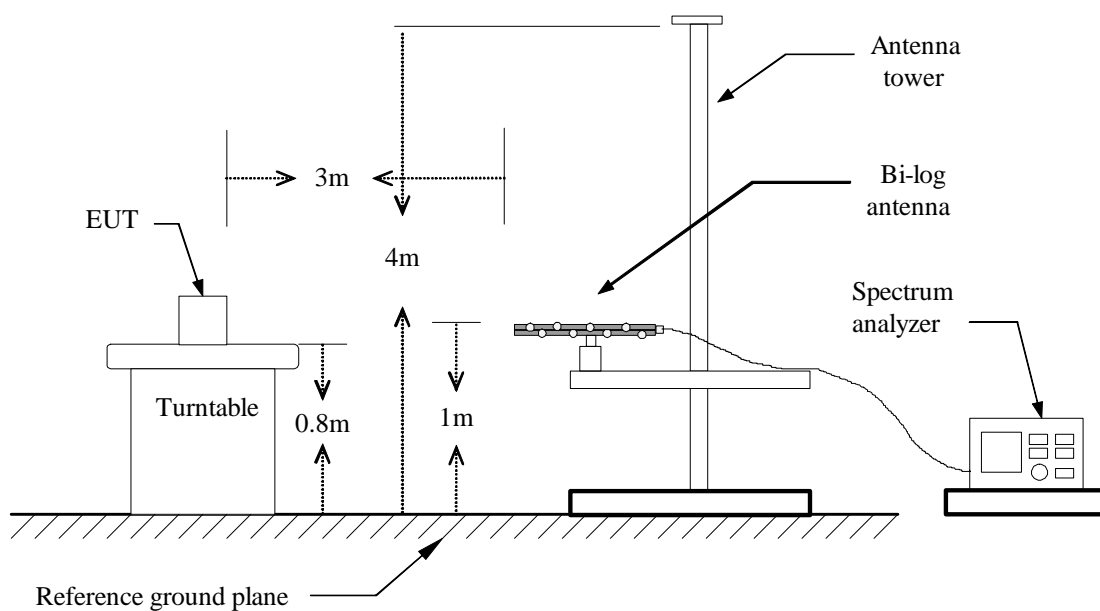 Antenna
tower
3m
Bi-log
antenna
EUT
4m
Spectrum
analyzer
Turntable
0.8m
1m
Reference ground plane